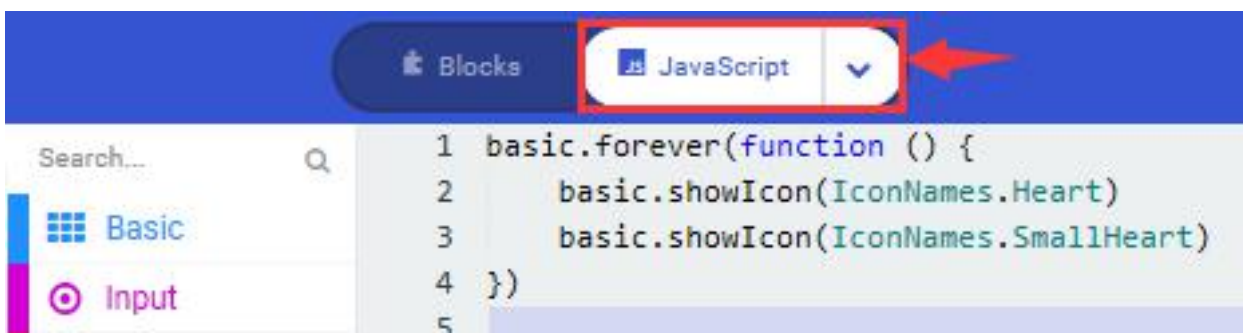 Blocks
JS JavaScript
Search...
Basic
Input
1 basic.forever(function () {
2     basic.showIcon(IconNames.Heart)
3     basic.showIcon(IconNames.SmallHeart)
4 })
5